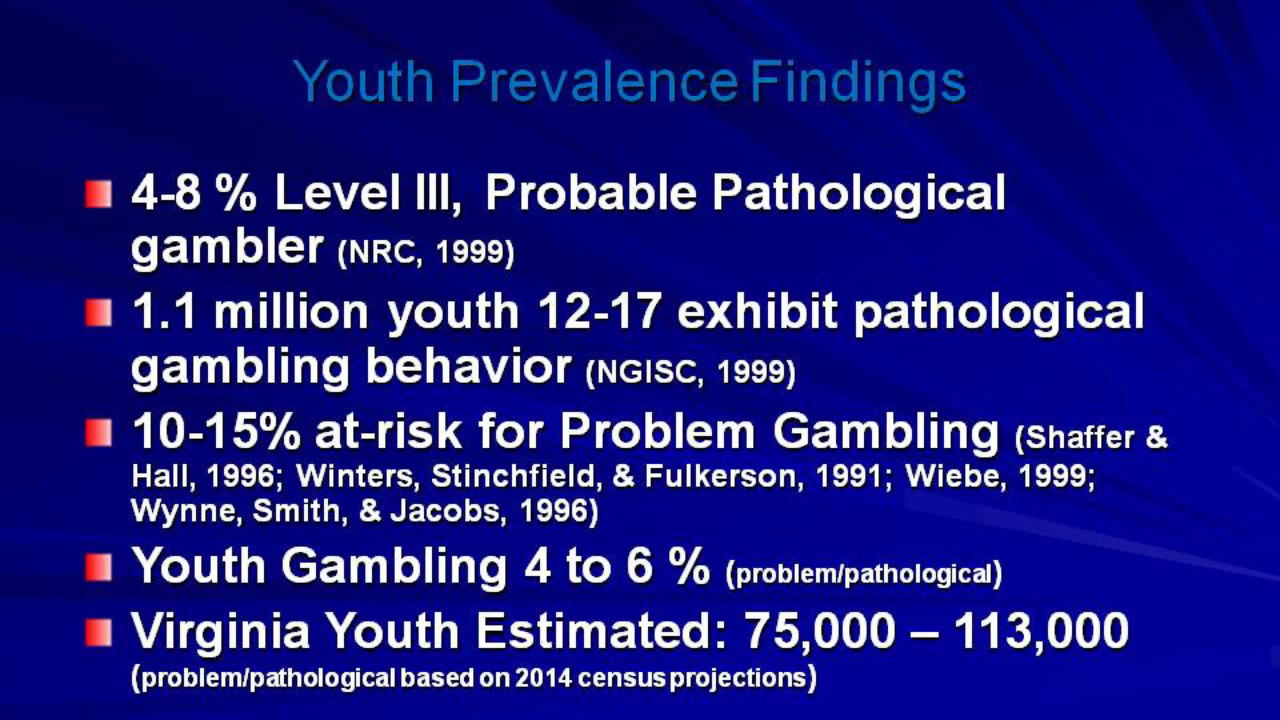 Youth Prevalence Findings
4-8 % Level III, Probable Pathological
gambler (NRC, 1999)
1.1 million youth 12-17 exhibit pathological
gambling behavior (NGISC, 1999)
10-15% at-risk for Problem Gambling (Shaffer &
Hall, 1996; Winters, Stinchfield, & Fulkerson, 1991; Wiebe, 1999;
Wynne, Smith, & Jacobs, 1996)
Youth Gambling 4 to 6 % (problem/pathological)
Virginia Youth Estimated: 75,000 – 113,000
(problem/pathological based on 2014 census projections)